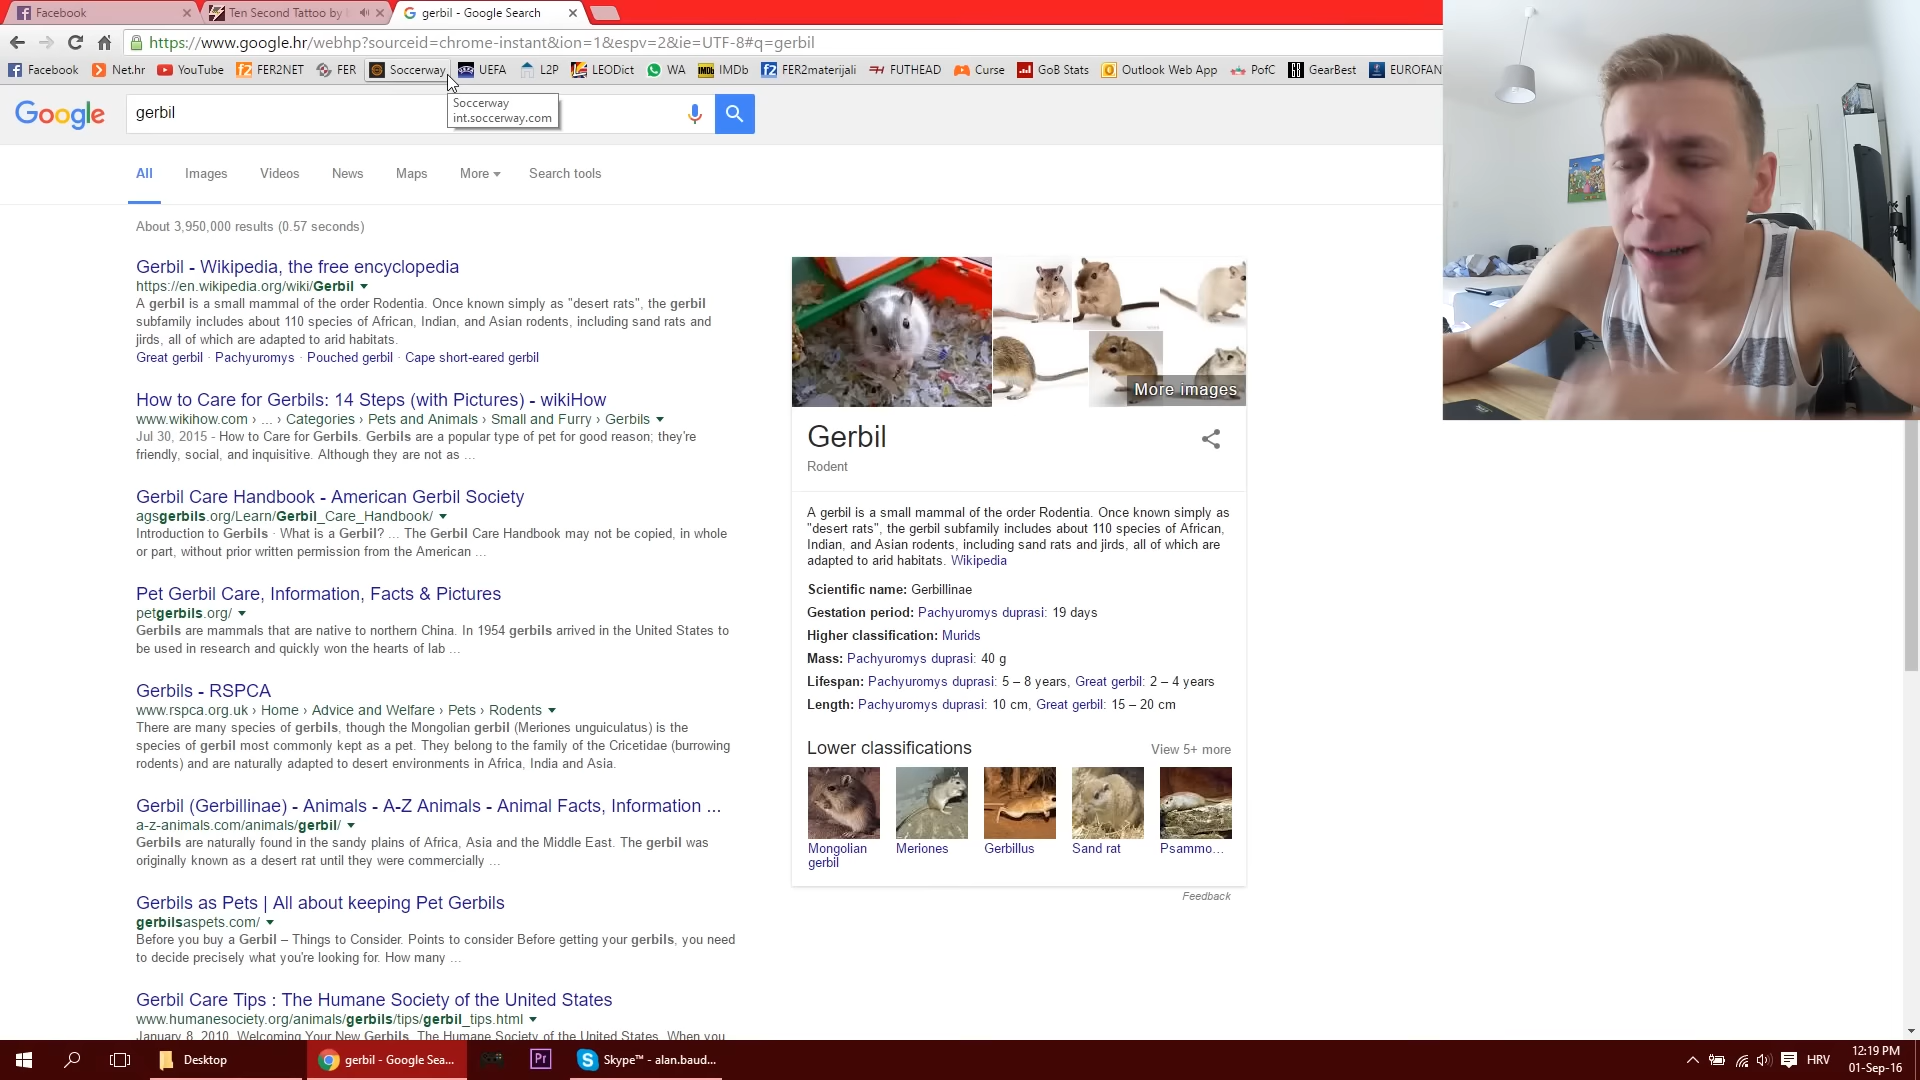 Facebook
Ten Second Tattoo by
gerbil - Google Search
https://www.google.hr/webhp?sourceid=chrome-instant&ion=1&espv=2&ie=UTF-8#q=gerbil
Facebook Net.hr YouTube FER2NET FER Soccerway UEFA L2P LEODict WA IMDb FER2materijali FUTHEAD Curse GoB Stats Outlook Web App PofC GearBest EUROFAN
Soccerway
int.soccerway.com
Google
gerbil
All Images Videos News Maps More Search tools
About 3,950,000 results (0.57 seconds)
Gerbil - Wikipedia, the free encyclopedia
https://en.wikipedia.org/wiki/Gerbil
A gerbil is a small mammal of the order Rodentia. Once known simply as "desert rats", the gerbil
subfamily includes about 110 species of African, Indian, and Asian rodents, including sand rats and
jirds, all of which are adapted to arid habitats.
Great gerbil · Pachyuromys · Pouched gerbil · Cape short-eared gerbil
How to Care for Gerbils: 14 Steps (with Pictures) - wikiHow
www.wikihow.com › ... › Categories › Pets and Animals › Small and Furry › Gerbils
Jul 30, 2015 - How to Care for Gerbils. Gerbils are a popular type of pet for good reason; they're
friendly, social, and inquisitive. Although they are not as ...
Gerbil Care Handbook - American Gerbil Society
agsgerbils.org/Learn/Gerbil_Care_Handbook/
Introduction to Gerbils · What is a Gerbil? ... The Gerbil Care Handbook may not be copied, in whole
or part, without prior written permission from the American ...
Pet Gerbil Care, Information, Facts & Pictures
petgerbils.org/
Gerbils are mammals that are native to northern China. In 1954 gerbils arrived in the United States to
be used in research and quickly won the hearts of lab ...
Gerbils - RSPCA
www.rspca.org.uk › Home › Advice and Welfare › Pets › Rodents
There are many species of gerbils, though the Mongolian gerbil (Meriones unguiculatus) is the
species of gerbil most commonly kept as a pet. They belong to the family of the Cricetidae (burrowing
rodents) and are naturally adapted to desert environments in Africa, India and Asia.
Gerbil (Gerbillinae) - Animals - A-Z Animals - Animal Facts, Information ...
a-z-animals.com/animals/gerbil/
Gerbils are naturally found in the sandy plains of Africa, Asia and the Middle East. The gerbil was
originally known as a desert rat until they were commercially ...
Gerbils as Pets | All about keeping Pet Gerbils
gerbilsaspets.com/
Before you buy a Gerbil – Things to Consider. Points to consider Before getting your gerbils, you need
to decide precisely what you're looking for. How many ...
Gerbil Care Tips : The Humane Society of the United States
www.humanesociety.org/animals/gerbils/tips/gerbil_tips.html
January 8, 2010. Welcoming Your New Gerbils. The Humane Society of the United States. When you
More images
Gerbil
Rodent
A gerbil is a small mammal of the order Rodentia. Once known simply as
"desert rats", the gerbil subfamily includes about 110 species of African,
Indian, and Asian rodents, including sand rats and jirds, all of which are
adapted to arid habitats. Wikipedia
Scientific name: Gerbillinae
Gestation period: Pachyuromys duprasi: 19 days
Higher classification: Murids
Mass: Pachyuromys duprasi: 40 g
Lifespan: Pachyuromys duprasi: 5 – 8 years, Great gerbil: 2 – 4 years
Length: Pachyuromys duprasi: 10 cm, Great gerbil: 15 – 20 cm
Lower classifications View 5+ more
Mongolian
gerbil
Meriones
Gerbillus
Sand rat
Psammo...
Feedback
Desktop
gerbil - Google Sea...
Pr
Skype™ - alan.baud...
HRV
12:19 PM
01-Sep-16